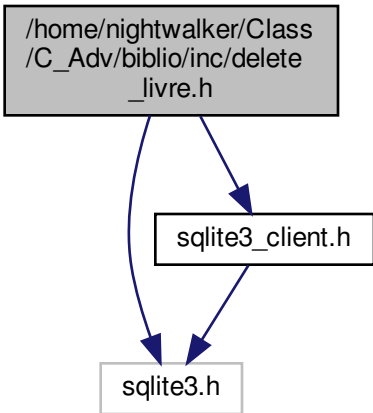 /home/nightwalker/Class
/C_Adv/biblio/inc/delete
_livre.h
sqlite3_client.h
sqlite3.h